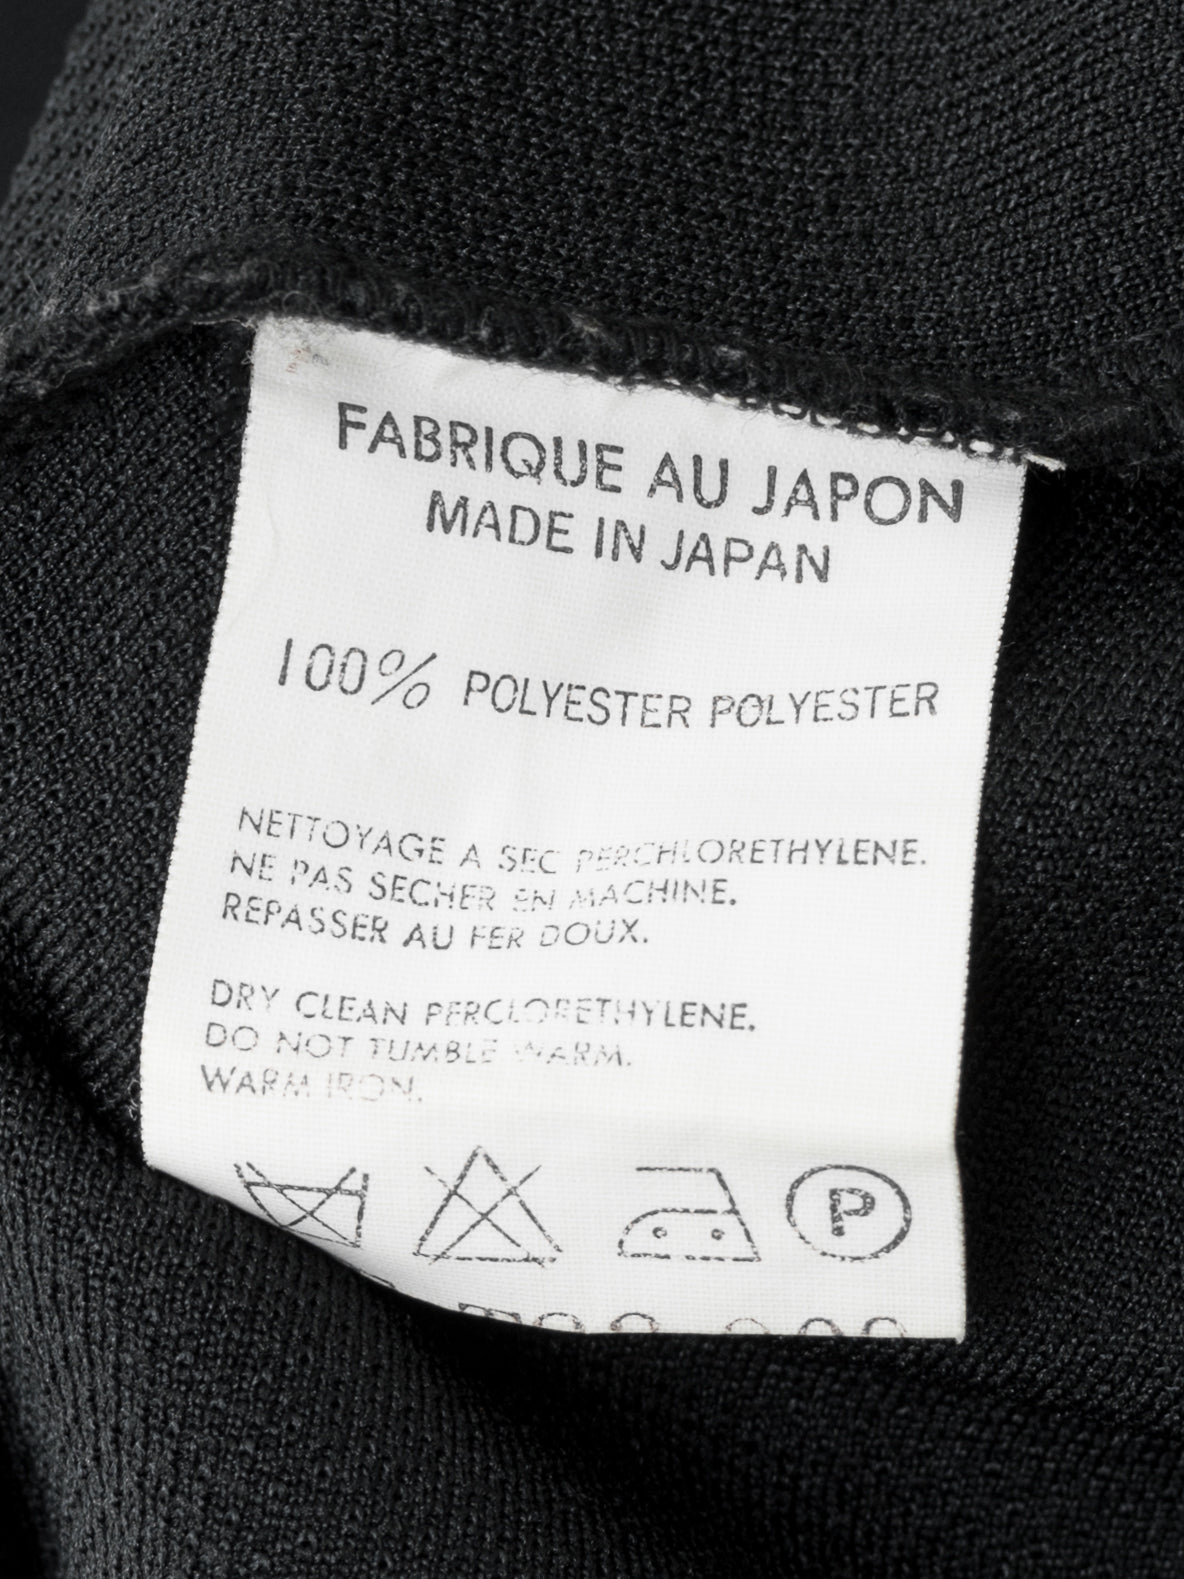 FABRIQUE AU JAPON
MADE IN JAPAN
100% POLYESTER POLYESTER
NETTOYAGE A SEC PERCHLORETHYLENE.
NE PAS SECHER EN MACHINE.
REPASSER AU FER DOUX.
DRY CLEAN PERCLORETHYLENE.
DO NOT TUMBLE WARM.
WARM IRON.
P